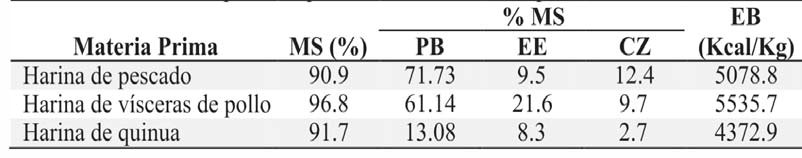 % MS EB
Materia Prima MS (%) PB EE CZ (Kcal/Kg)
Harina de pescado 90.9 71.73 9.5 12.4 5078.8
Harina de vísceras de pollo 96.8 61.14 21.6 9.7 5535.7
Harina de quinua 91.7 13.08 8.3 2.7 4372.9